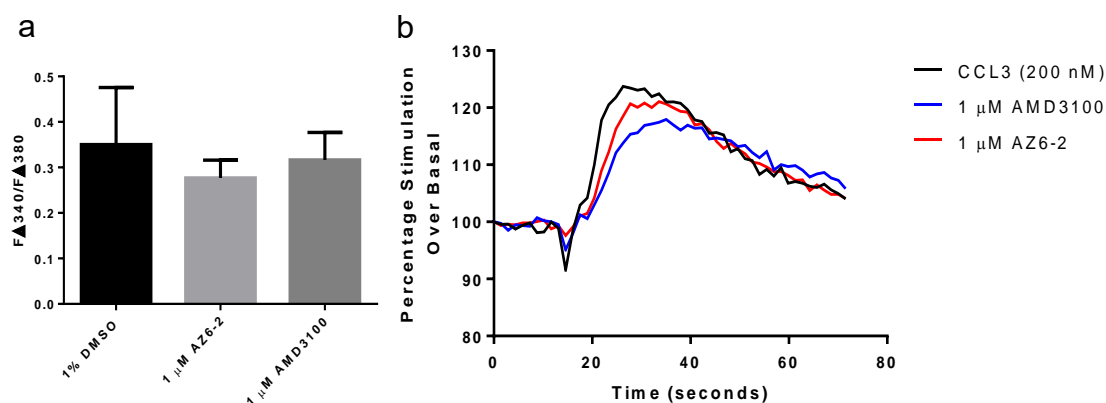 a
F▲340/F▲380
0.5
0.4
0.3
0.2
0.1
0.0
1% DMSO
1 μM AZ6-2
1 μM AMD3100
b
Percentage Stimulation
Over Basal
130
120
110
100
90
80
0
20
40
60
80
Time (seconds)
CCL3 (200 nM)
1 μM AMD3100
1 μM AZ6-2